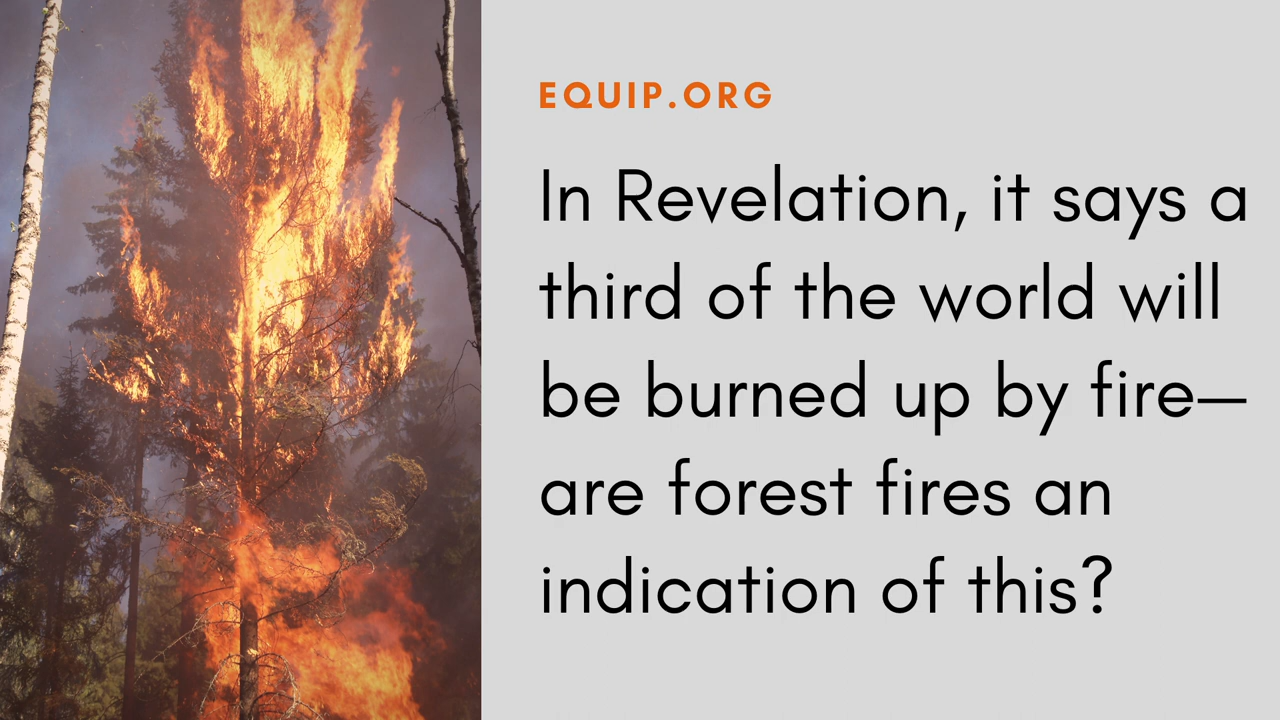 EQUIP.ORG
In Revelation, it says a
third of the world will
be burned up by fire—
are forest fires an
indication of this?